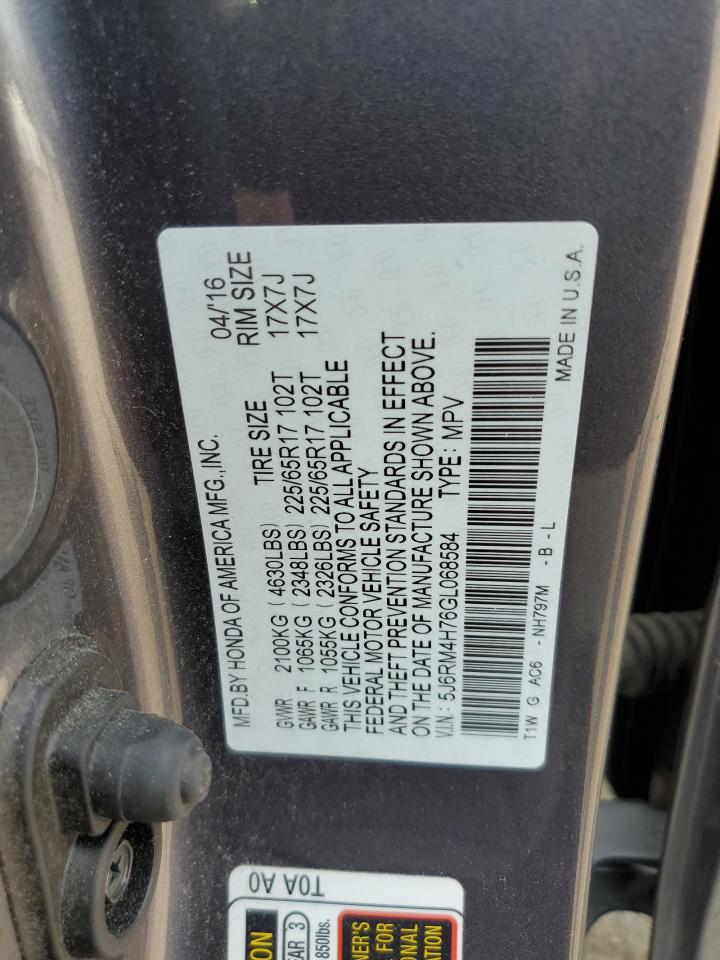 MFD.BY HONDA OF AMERICA MFG., INC. 04/'16
TIRE SIZE RIM SIZE
GVWR 2100KG (4630LBS)
GAWR F 1065KG (2348LBS) 225/65R17 102T 17X7J
GAWR R 1055KG (2326LBS) 225/65R17 102T 17X7J
THIS VEHICLE CONFORMS TO ALL APPLICABLE
FEDERAL MOTOR VEHICLE SAFETY
AND THEFT PREVENTION STANDARDS IN EFFECT
ON THE DATE OF MANUFACTURE SHOWN ABOVE.
V.I.N.: 5J6RM4H76GL068584 TYPE: MPV
T1W G AC6 -NH797M -B-L MADE IN U.S.A.
T0A A0
3
850lbs.